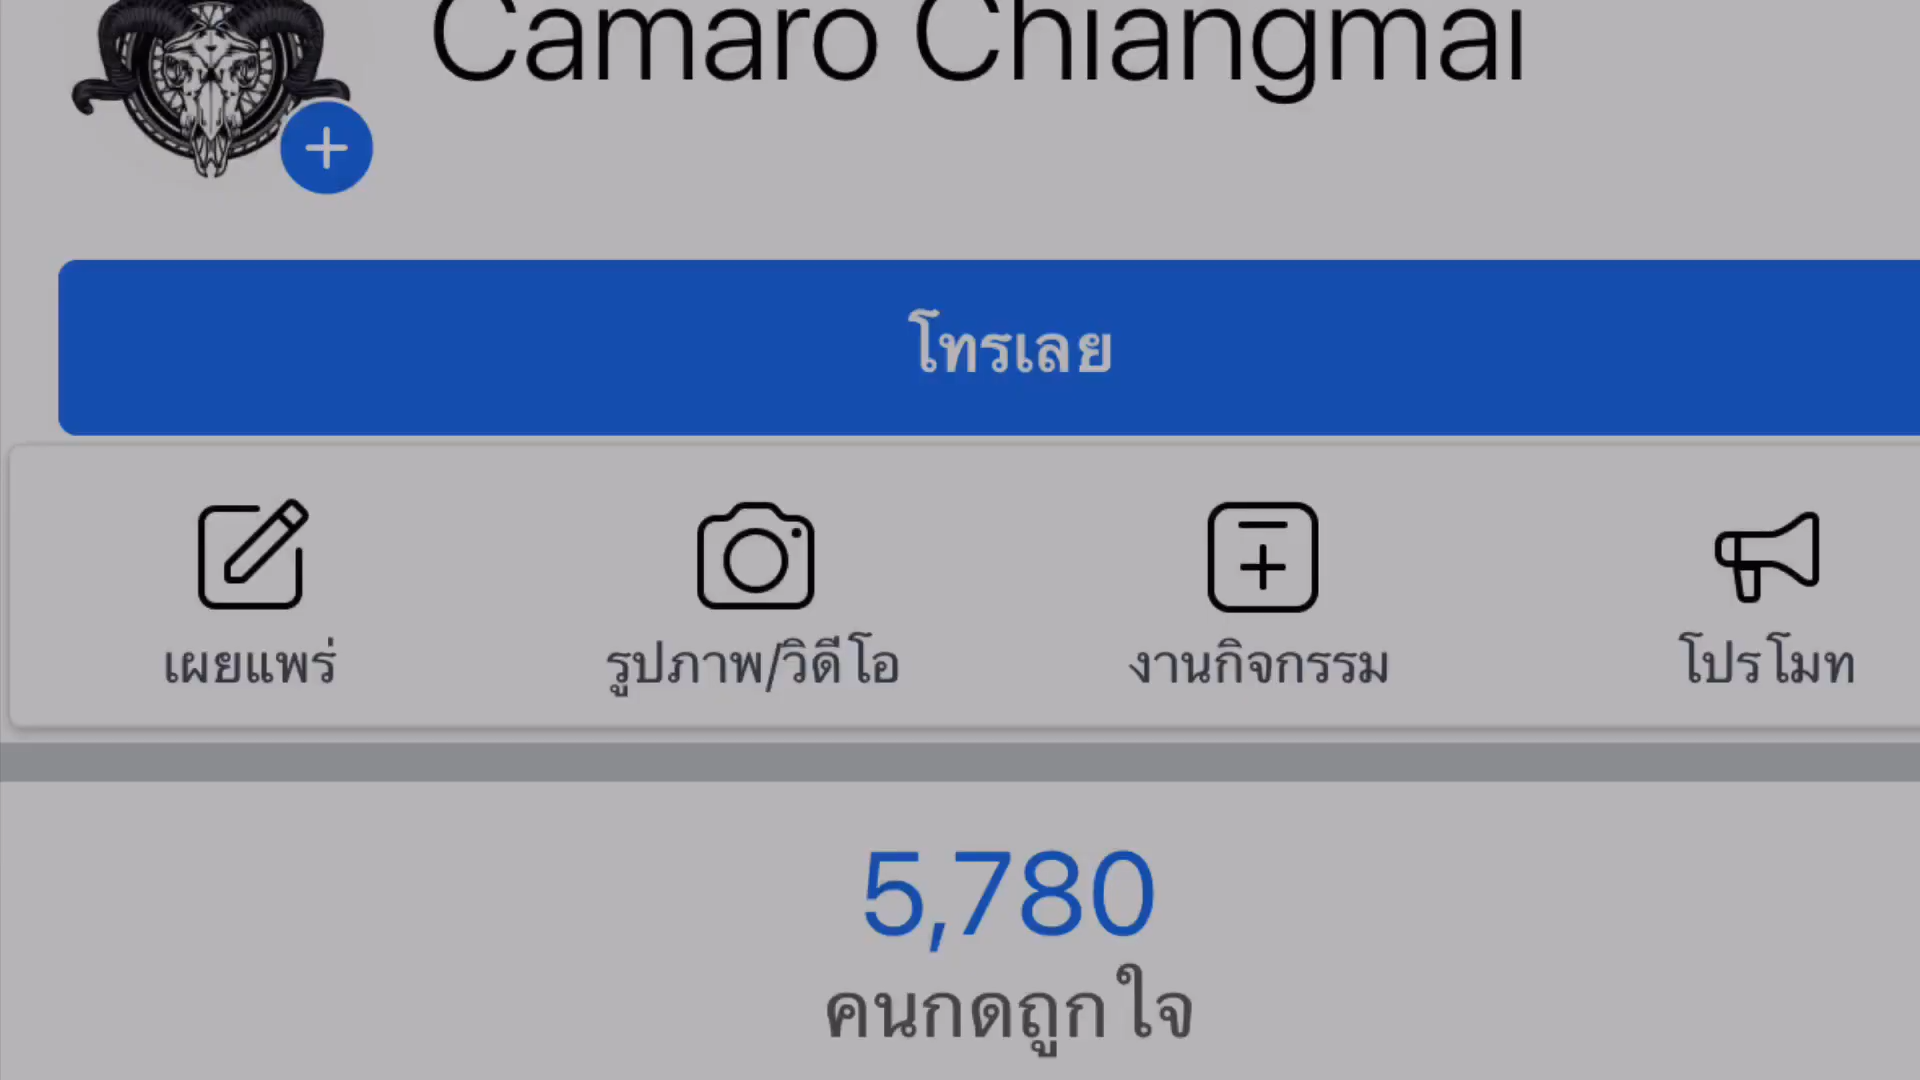 Camaro Chiangmai
โทรเลย
เผยแพร่ รูปภาพ/วิดีโอ งานกิจกรรม โปรโมท
5,780
คนกดถูกใจ